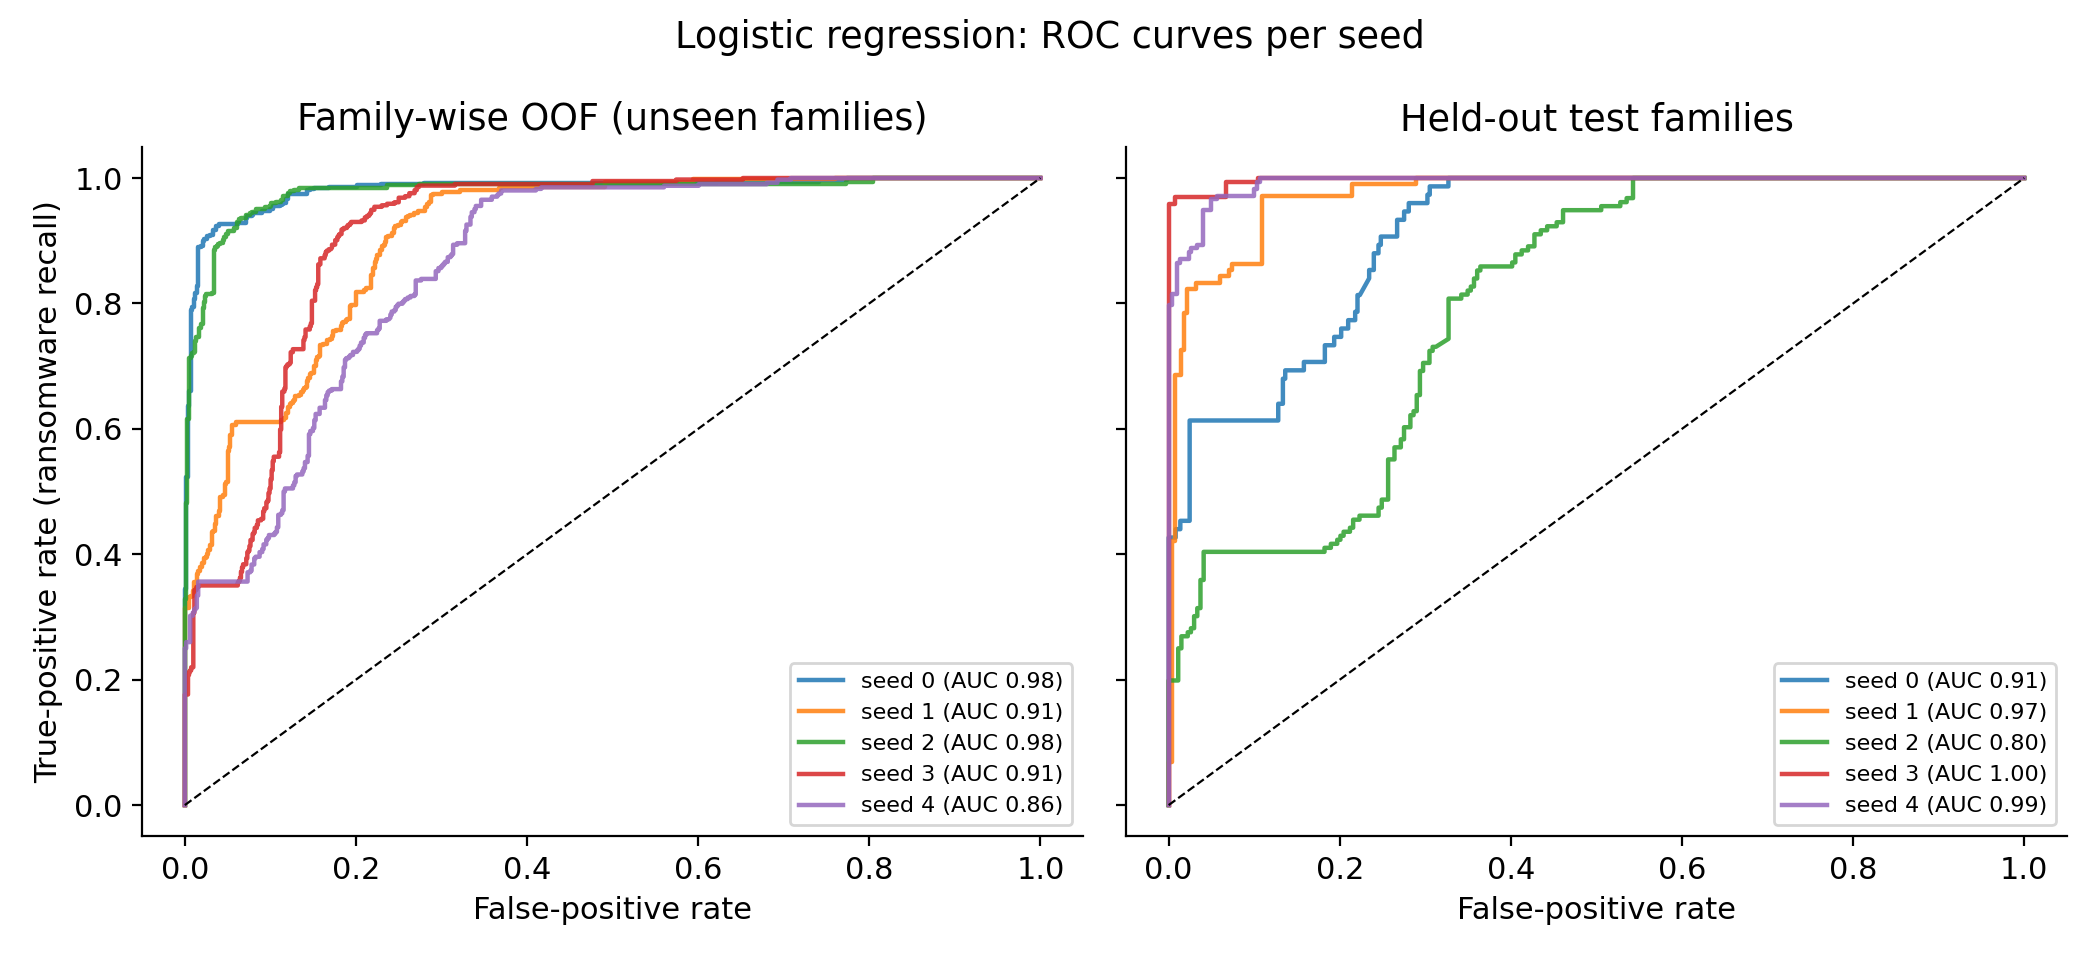 Logistic regression: ROC curves per seed
Family-wise OOF (unseen families)
True-positive rate (ransomware recall)
1.0
0.8
0.6
0.4
0.2
0.0
seed 0 (AUC 0.98)
seed 1 (AUC 0.91)
seed 2 (AUC 0.98)
seed 3 (AUC 0.91)
seed 4 (AUC 0.86)
0.0 0.2 0.4 0.6 0.8 1.0
False-positive rate
Held-out test families
seed 0 (AUC 0.91)
seed 1 (AUC 0.97)
seed 2 (AUC 0.80)
seed 3 (AUC 1.00)
seed 4 (AUC 0.99)
0.0 0.2 0.4 0.6 0.8 1.0
False-positive rate